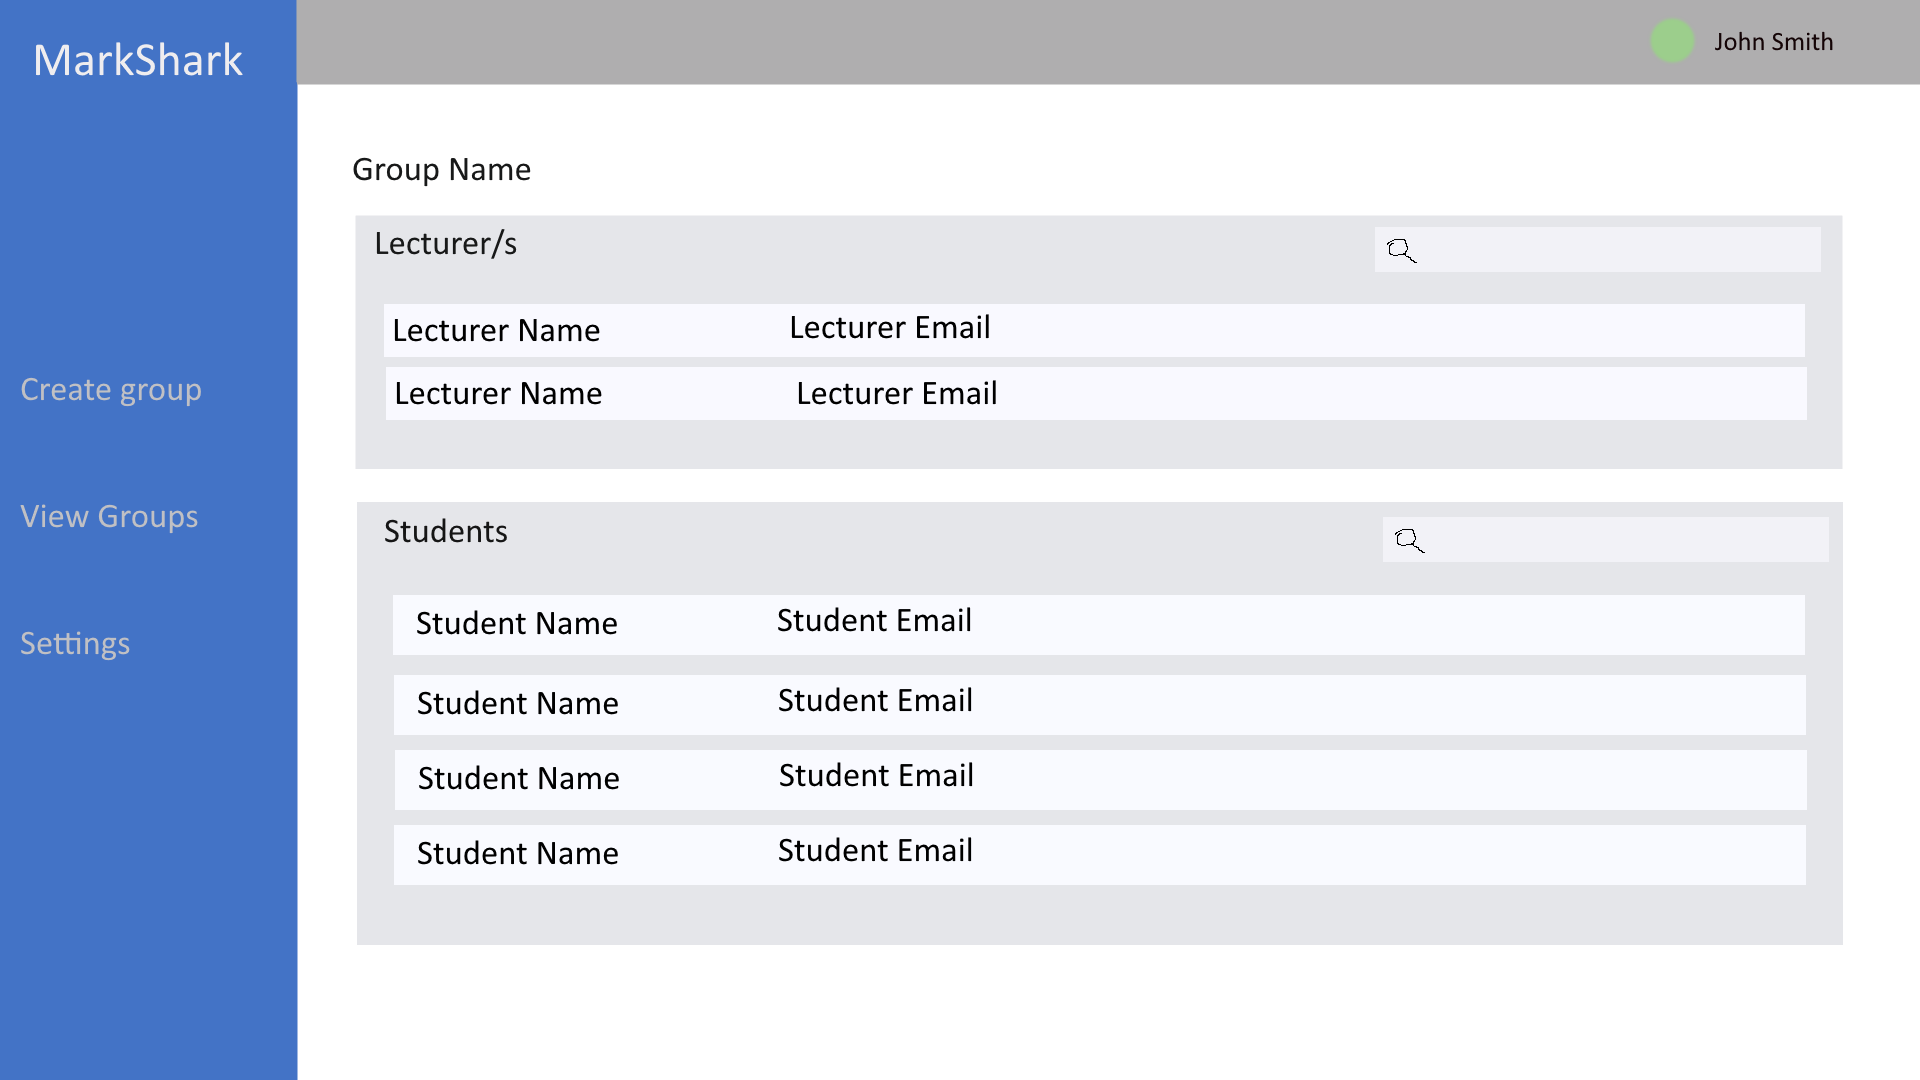 MarkShark
John Smith
Create group
View Groups
Settings
Group Name
Lecturer/s
Lecturer Name Lecturer Email
Lecturer Name Lecturer Email
Students
Student Name Student Email
Student Name Student Email
Student Name Student Email
Student Name Student Email